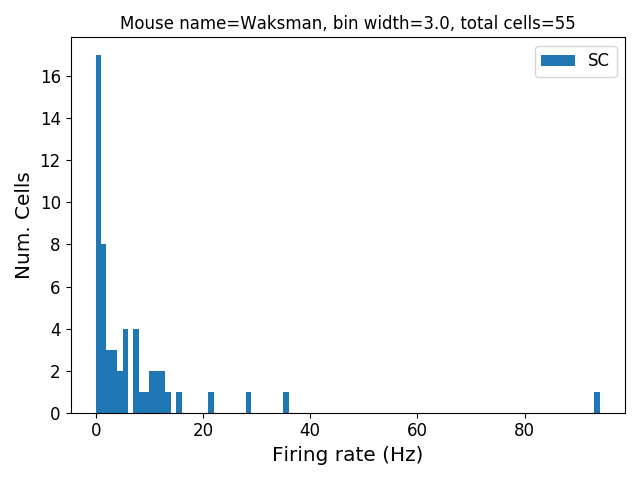 Mouse name=Waksman, bin width=3.0, total cells=55
SC
16
14
12
10
8
6
4
2
0
Num. Cells
0 20 40 60 80
Firing rate (Hz)